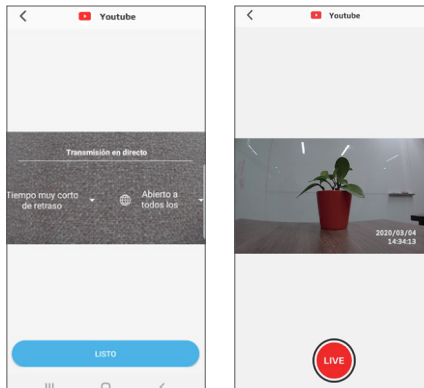 Youtube
Transmisión en directo
Tiempo muy corto
de retraso
Abierto a
todos los
LISTO
Youtube
2020/03/04
14:34:13
LIVE